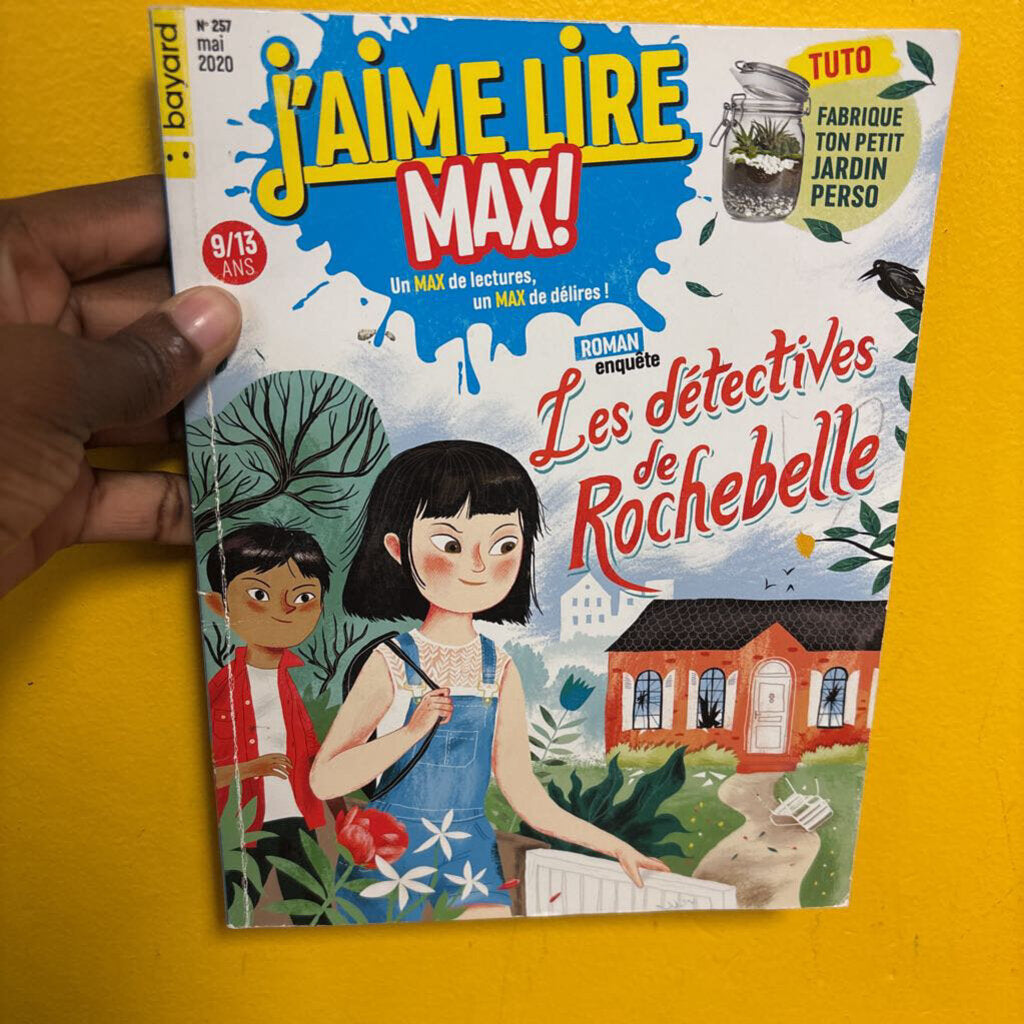 bayard
N° 257
mai
2020
j'AiME LiRE
MAX!
9/13
ANS
Un MAX de lectures,
un MAX de délires !
TUTO
FABRIQUE
TON PETIT
JARDIN
PERSO
ROMAN
enquête
Les détectives
de
Rochebelle